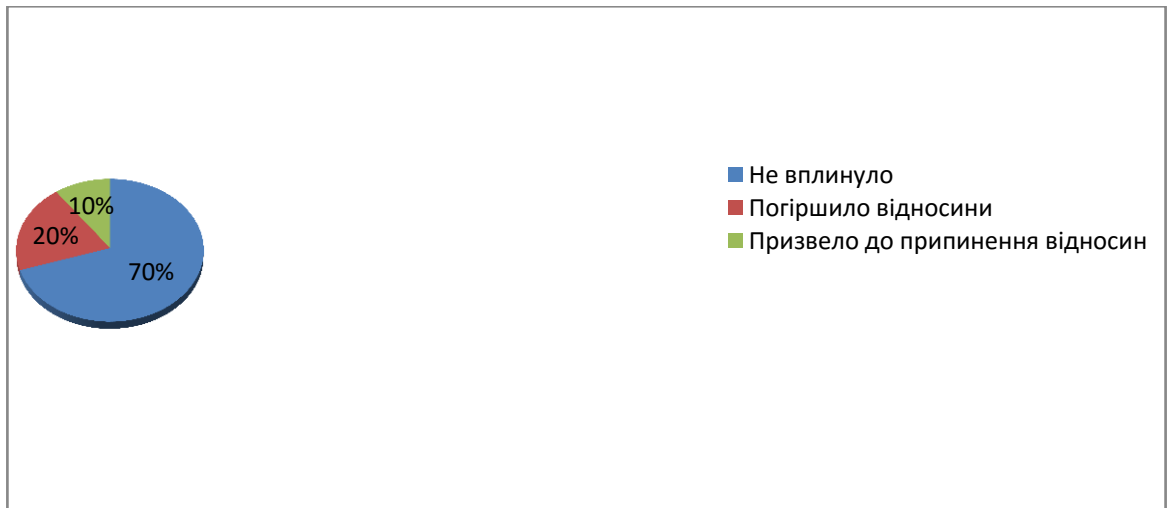 10%
20%
70%
Не вплинуло
Погіршило відносини
Призвело до припинення відносин